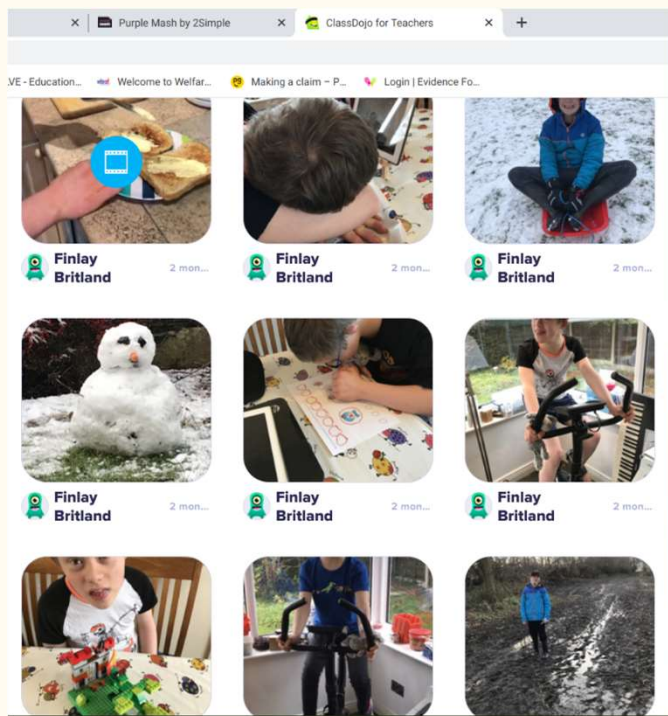 Purple Mash by 2Simple
ClassDojo for Teachers
VE - Education...
Welcome to Welfar...
Making a claim – P...
Login | Evidence Fo...
Finlay
Britland
2 mon...
Finlay
Britland
2 mon...
Finlay
Britland
2 mon...
Finlay
Britland
2 mon...
Finlay
Britland
2 mon...
Finlay
Britland
2 mon...